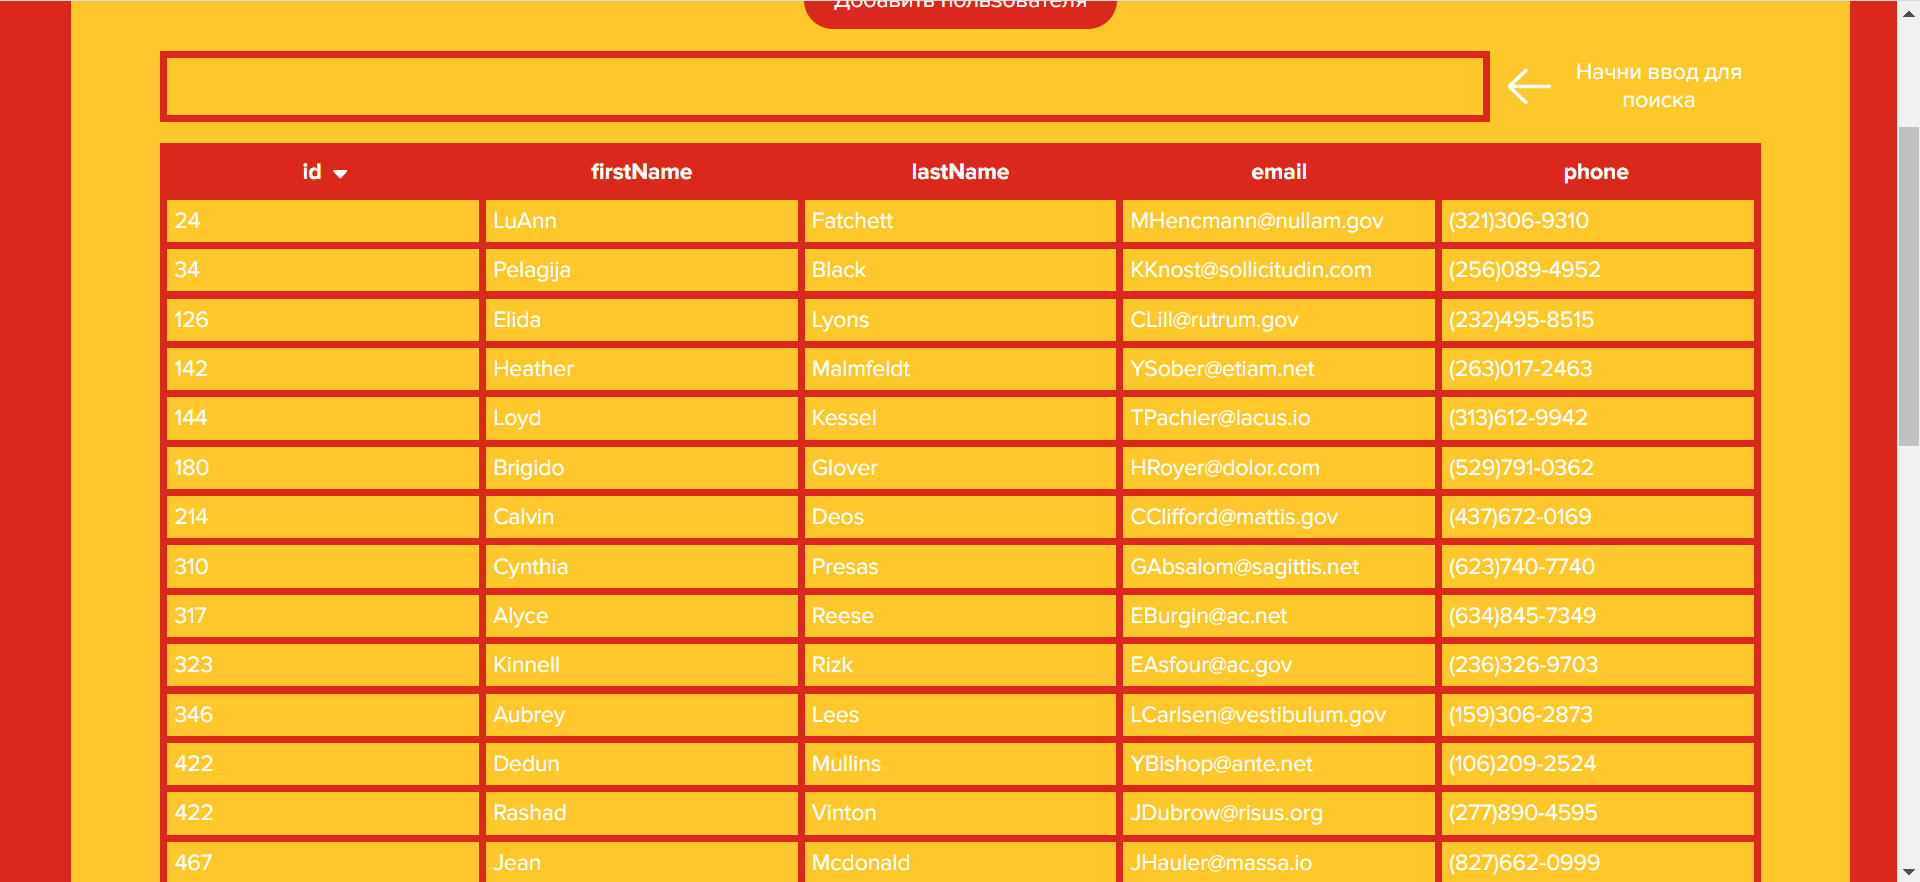 Добавить пользователя
Начни ввод для
поиска
id firstName lastName email phone
24 LuAnn Fatchett MHencmann@nullam.gov (321)306-9310
34 Pelagija Black KKnost@sollicitudin.com (256)089-4952
126 Elida Lyons CLill@rutrum.gov (232)495-8515
142 Heather Malmfeldt YSober@etiam.net (263)017-2463
144 Loyd Kessel TPachler@lacus.io (313)612-9942
180 Brigido Glover HRoyer@dolor.com (529)791-0362
214 Calvin Deos CClifford@mattis.gov (437)672-0169
310 Cynthia Presas GAbsalom@sagittis.net (623)740-7740
317 Alyce Reese EBurgin@ac.net (634)845-7349
323 Kinnell Rizk EAsfour@ac.gov (236)326-9703
346 Aubrey Lees LCarlsen@vestibulum.gov (159)306-2873
422 Dedun Mullins YBishop@ante.net (106)209-2524
422 Rashad Vinton JDubrow@risus.org (277)890-4595
467 Jean Mcdonald JHauler@massa.io (827)662-0999